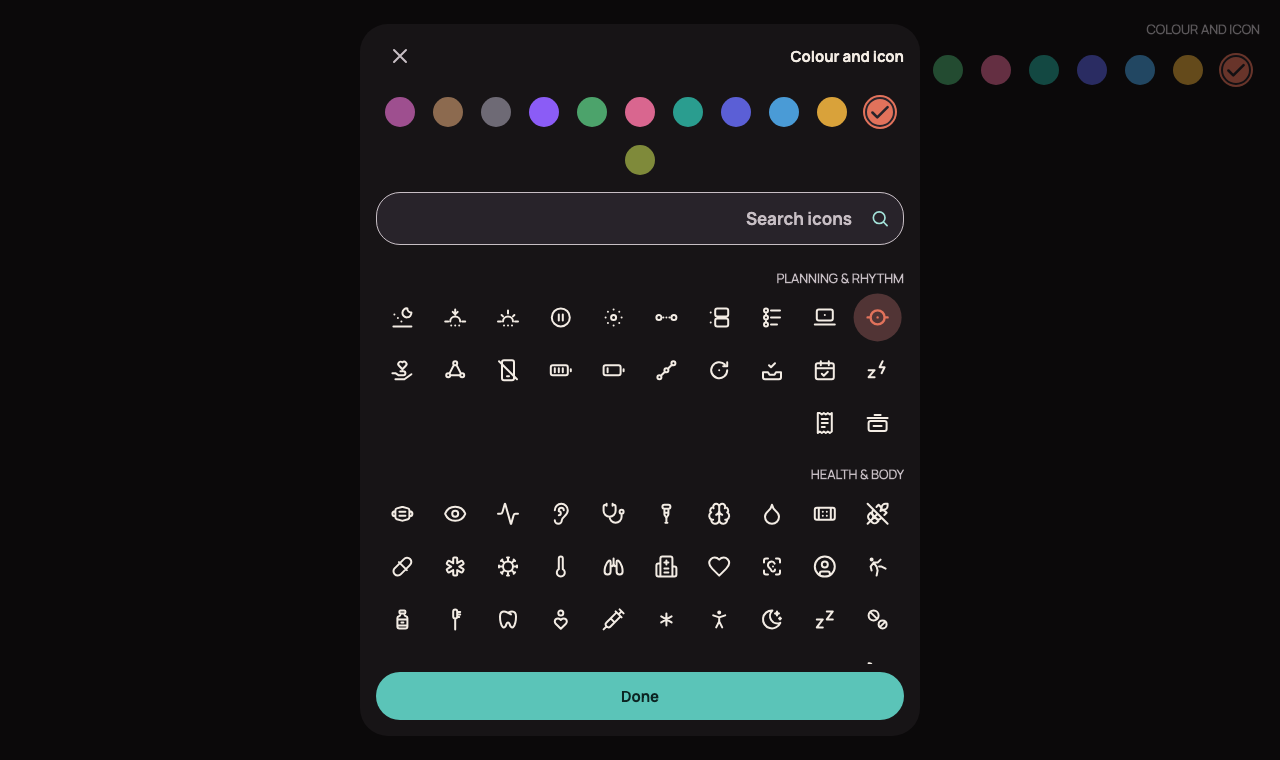 COLOUR AND ICON
Colour and icon
Search icons
PLANNING & RHYTHM
HEALTH & BODY
Done